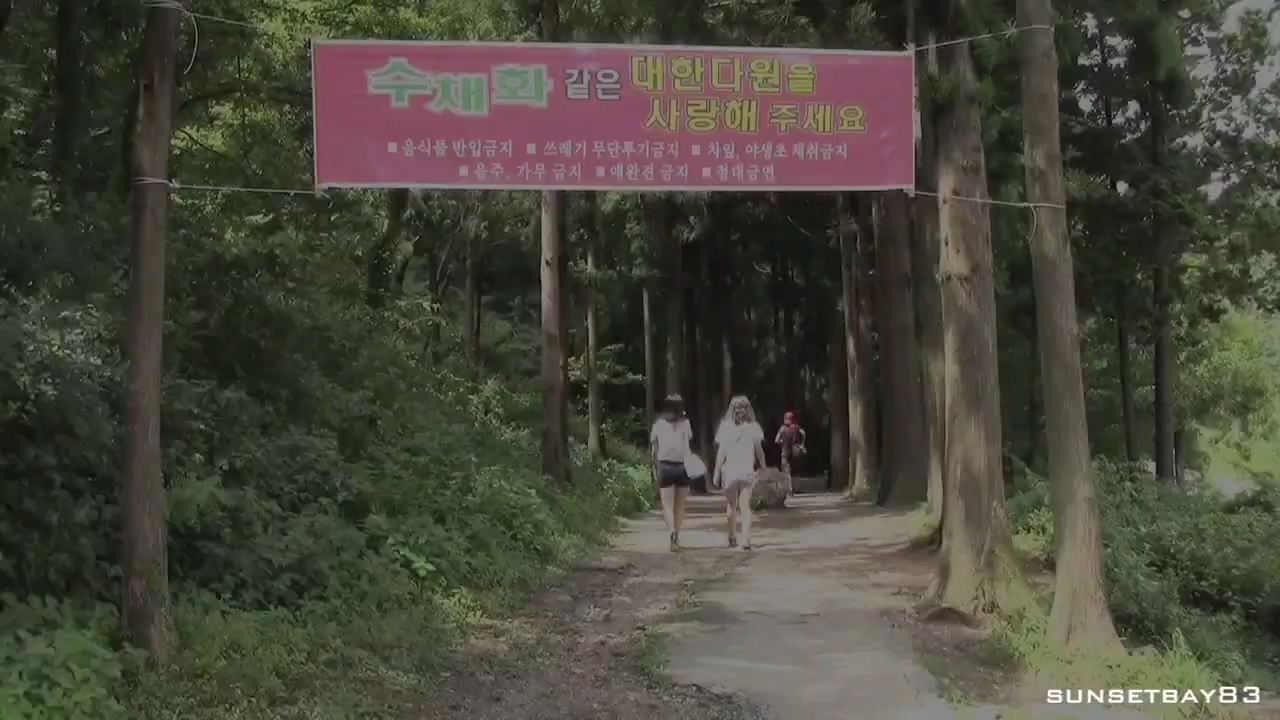 수채화 같은 대한다원을
사랑해 주세요
■음식물 반입금지 ■쓰레기 무단투기금지 ■차잎, 야생초 채취금지
■음주, 가무 금지 ■애완견 금지 ■절대금연
SUNSETBAY83